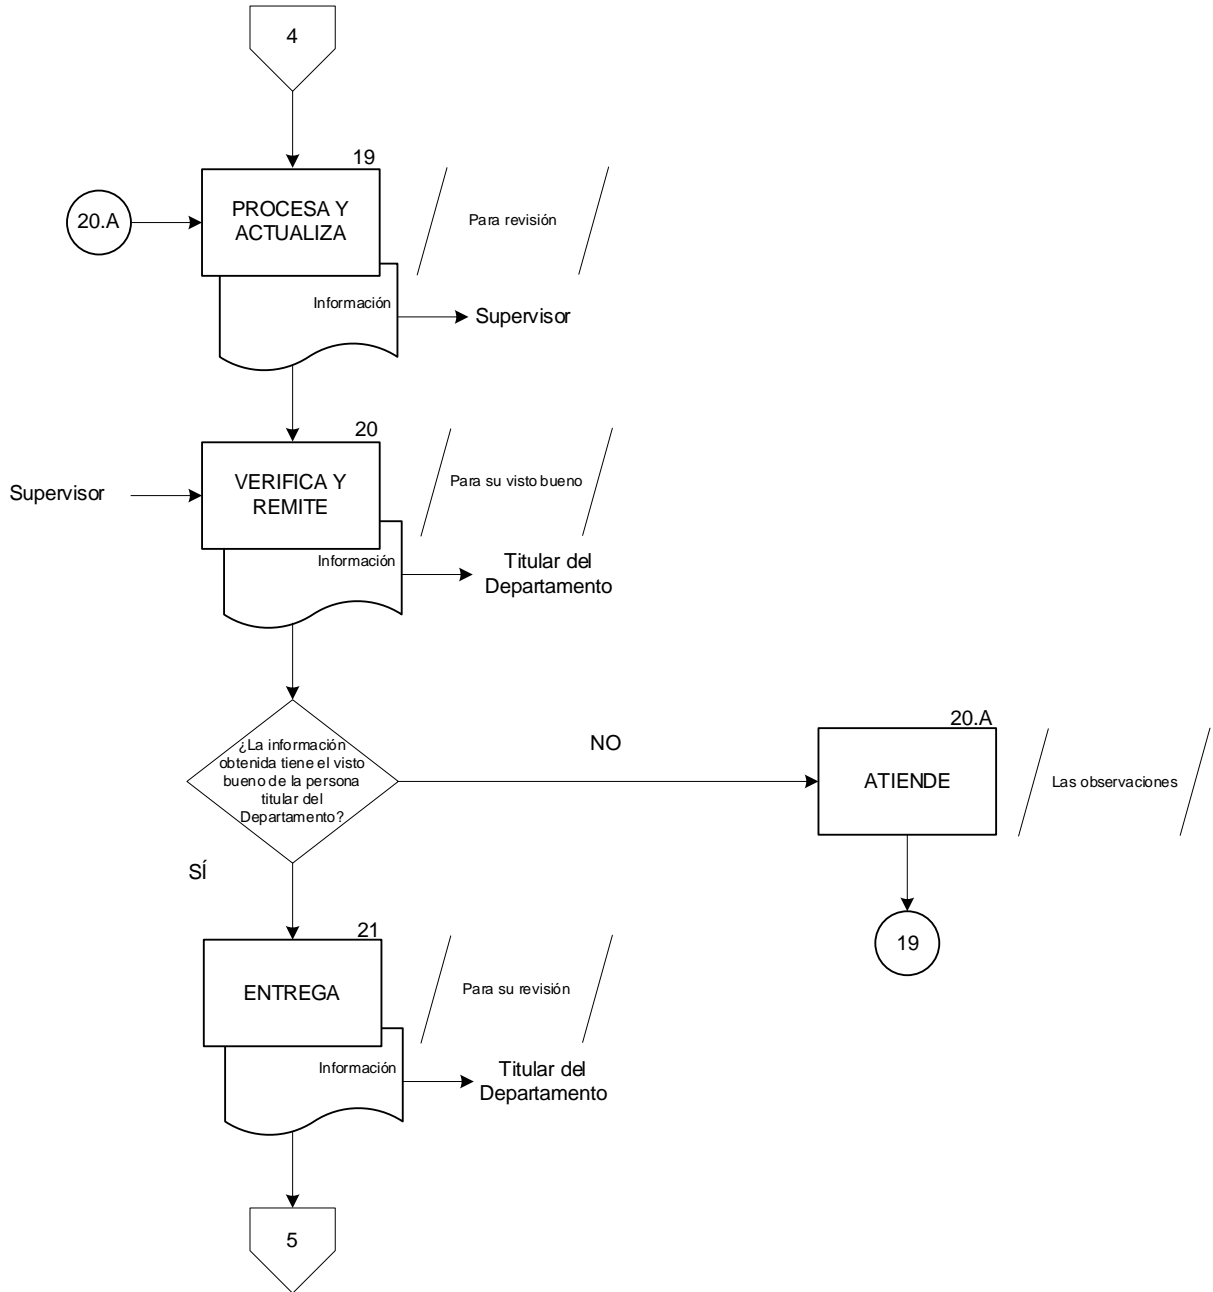 4
19
20.A
PROCESA Y
ACTUALIZA
Para revisión
Información
Supervisor
20
Supervisor
VERIFICA Y
REMITE
Para su visto bueno
Información
Titular del
Departamento
¿La información
obtenida tiene el visto
bueno de la persona
titular del
Departamento?
NO
20.A
ATIENDE
Las observaciones
19
SÍ
21
ENTREGA
Para su revisión
Información
Titular del
Departamento
5